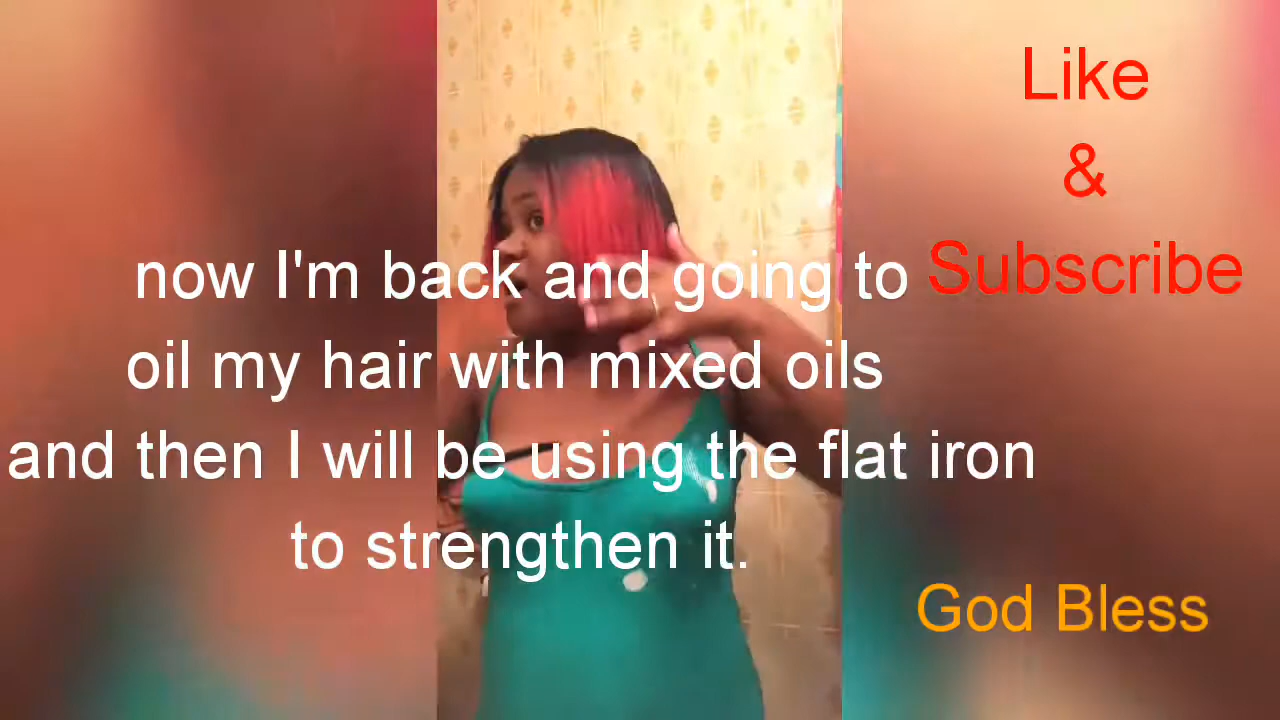 Like
&
Subscribe
now I'm back and going to
oil my hair with mixed oils
and then I will be using the flat iron
to strengthen it.
God Bless